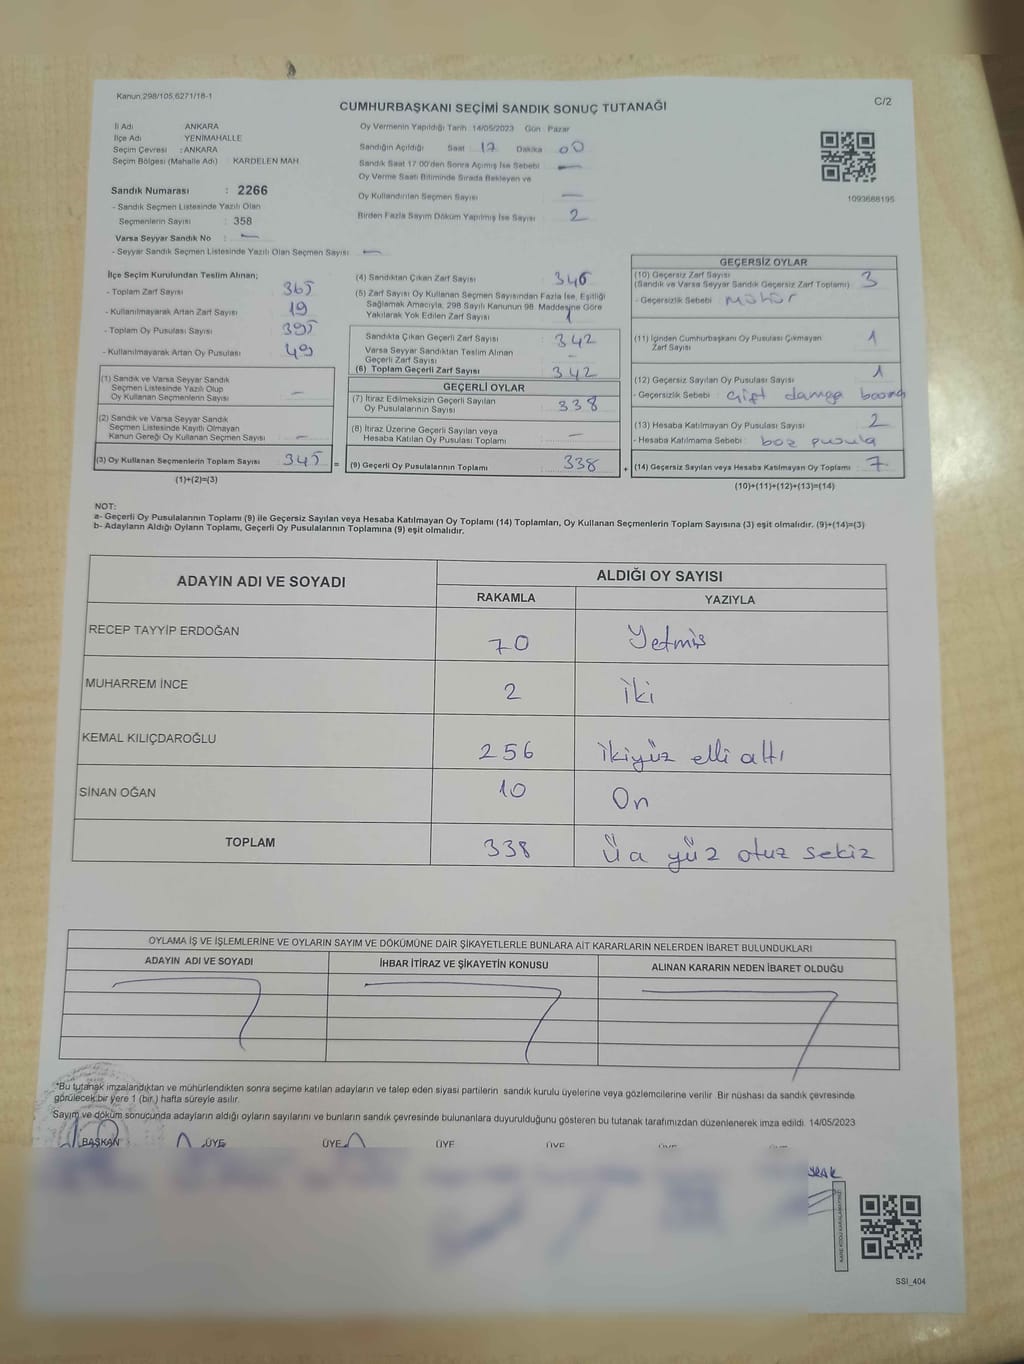 Kanun;298/105,6271/18-1
CUMHURBAŞKANI SEÇİMİ SANDIK SONUÇ TUTANAĞI
C/2
İl Adı ANKARA
İlçe Adı YENİMAHALLE
Seçim Çevresi : ANKARA
Seçim Bölgesi (Mahalle Adı) KARDELEN MAH.
Oy Vermenin Yapıldığı Tarih 14/05/2023 Gün Pazar
Sandığın Açıldığı Saat 17 Dakika 00
Sandık Saat 17:00'den Sonra Açımış İse Sebebi —
Oy Verme Saati Bitiminde Sırada Bekleyen ve
Oy Kullandırılan Seçmen Sayısı —
Birden Fazla Sayım Döküm Yapılmış İse Sayısı 2
1093688195
Sandık Numarası : 2266
- Sandık Seçmen Listesinde Yazılı Olan
Seçmenlerin Sayısı : 358
Varsa Seyyar Sandık No : —
- Seyyar Sandık Seçmen Listesinde Yazılı Olan Seçmen Sayısı —
İlçe Seçim Kurulundan Teslim Alınan;
- Toplam Zarf Sayısı 365
- Kullanılmayarak Artan Zarf Sayısı 19
- Toplam Oy Pusulası Sayısı 395
- Kullanılmayarak Artan Oy Pusulası 49
(1) Sandık ve Varsa Seyyar Sandık
Seçmen Listesinde Yazılı Olup
Oy Kullanan Seçmenlerin Sayısı —
(2) Sandık ve Varsa Seyyar Sandık
Seçmen Listesinde Kayıtlı Olmayan
Kanun Gereği Oy Kullanan Seçmen Sayısı —
(3) Oy Kullanan Seçmenlerin Toplam Sayısı 345 =
(1)+(2)=(3)
(4) Sandıktan Çıkan Zarf Sayısı 346
(5) Zarf Sayısı Oy Kullanan Seçmen Sayısından Fazla İse, Eşitliği
Sağlamak Amacıyla, 298 Sayılı Kanunun 98. Maddesine Göre
Yakılarak Yok Edilen Zarf Sayısı 1
Sandıkta Çıkan Geçerli Zarf Sayısı 342
Varsa Seyyar Sandıktan Teslim Alınan
Geçerli Zarf Sayısı —
(6) Toplam Geçerli Zarf Sayısı 342
GEÇERLİ OYLAR
(7) İtiraz Edilmeksizin Geçerli Sayılan
Oy Pusulalarının Sayısı 338
(8) İtiraz Üzerine Geçerli Sayılan veya
Hesaba Katılan Oy Pusulası Toplamı —
(9) Geçerli Oy Pusulalarının Toplamı 338 +
GEÇERSİZ OYLAR
(10) Geçersiz Zarf Sayısı 3
(Sandık ve Varsa Seyyar Sandık Geçersiz Zarf Toplamı)
- Geçersizlik Sebebi mühür
(11) İçinden Cumhurbaşkanı Oy Pusulası Çıkmayan
Zarf Sayısı 1
(12) Geçersiz Sayılan Oy Pusulası Sayısı 1
- Geçersizlik Sebebi Çift damga
(13) Hesaba Katılmayan Oy Pusulası Sayısı 2
- Hesaba Katılmama Sebebi : boz pusula
(14) Geçersiz Sayılan veya Hesaba Katılmayan Oy Toplamı : 7
(10)+(11)+(12)+(13)=(14)
NOT:
a- Geçerli Oy Pusulalarının Toplamı (9) ile Geçersiz Sayılan veya Hesaba Katılmayan Oy Toplamı (14) Toplamları, Oy Kullanan Seçmenlerin Toplam Sayısına (3) eşit olmalıdır. (9)+(14)=(3)
b- Adayların Aldığı Oyların Toplamı, Geçerli Oy Pusulalarının Toplamına (9) eşit olmalıdır.
ADAYIN ADI VE SOYADI
ALDIĞI OY SAYISI
RAKAMLA YAZIYLA
RECEP TAYYİP ERDOĞAN 70 Yetmiş
MUHARREM İNCE 2 iki
KEMAL KILIÇDAROĞLU 256 ikiyüz elli altı
SİNAN OĞAN 10 On
TOPLAM 338 Üa yüz otuz sekiz
OYLAMA İŞ VE İŞLEMLERİNE VE OYLARIN SAYIM VE DÖKÜMÜNE DAİR ŞİKAYETLERLE BUNLARA AİT KARARLARIN NELERDEN İBARET BULUNDUKLARI
ADAYIN ADI VE SOYADI İHBAR İTİRAZ VE ŞİKAYETİN KONUSU ALINAN KARARIN NEDEN İBARET OLDUĞU
*Bu tutanak imzalandıktan ve mühürlendikten sonra seçime katılan adayların ve talep eden siyasi partilerin sandık kurulu üyelerine veya gözlemcilerine verilir. Bir nüshası da sandık çevresinde
görülecek bir yere 1 (bir) hafta süreyle asılır.
Sayım ve döküm sonucunda adayların aldığı oyların sayılarını ve bunların sandık çevresinde bulunanlara duyurulduğunu gösteren bu tutanak tarafımızdan düzenlenerek imza edildi. 14/05/2023
BAŞKAN ÜYE ÜYE ÜYE ÜYE
SSI_404